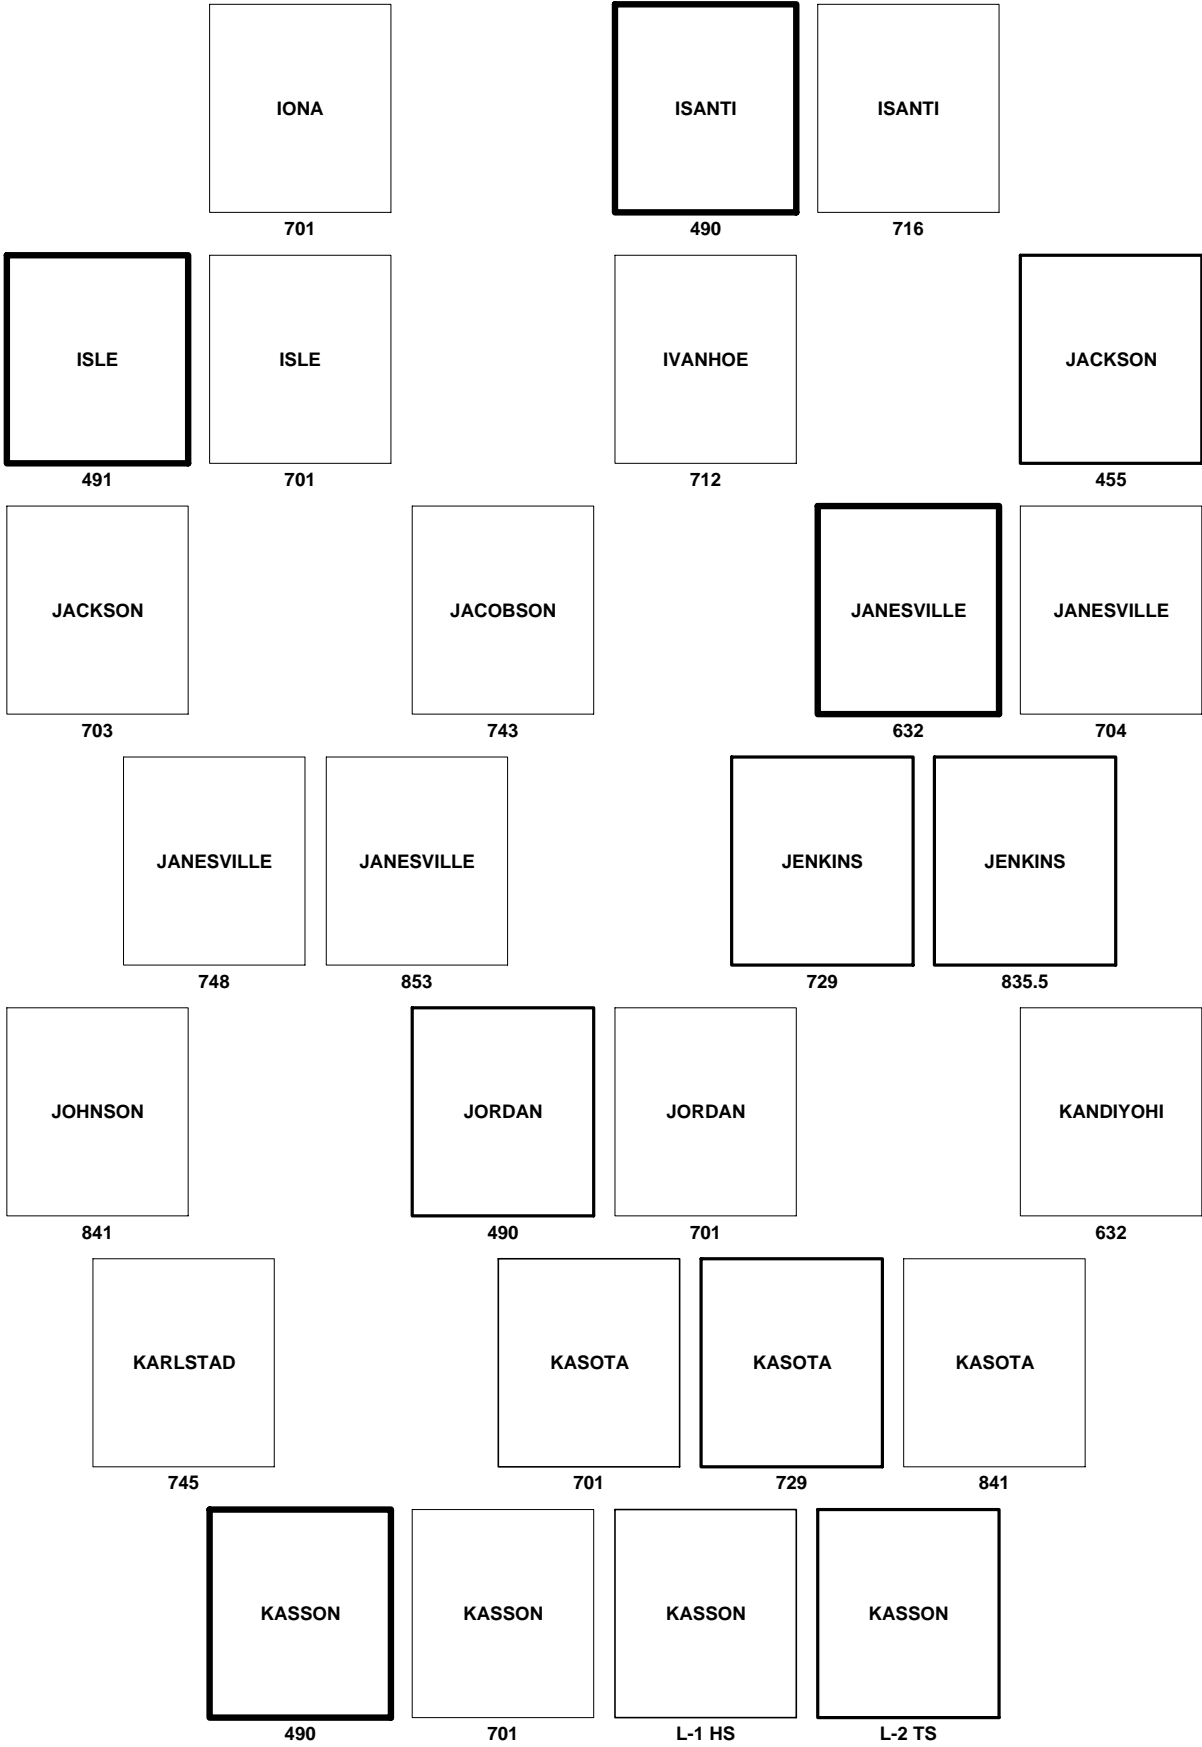 IONA ISANTI ISANTI
701 490 716
ISLE ISLE IVANHOE JACKSON
491 701 712 455
JACKSON JACOBSON JANESVILLE JANESVILLE
703 743 632 704
JANESVILLE JANESVILLE JENKINS JENKINS
748 853 729 835.5
JOHNSON JORDAN JORDAN KANDIYOHI
841 490 701 632
KARLSTAD KASOTA KASOTA KASOTA
745 701 729 841
KASSON KASSON KASSON KASSON
490 701 L-1 HS L-2 TS